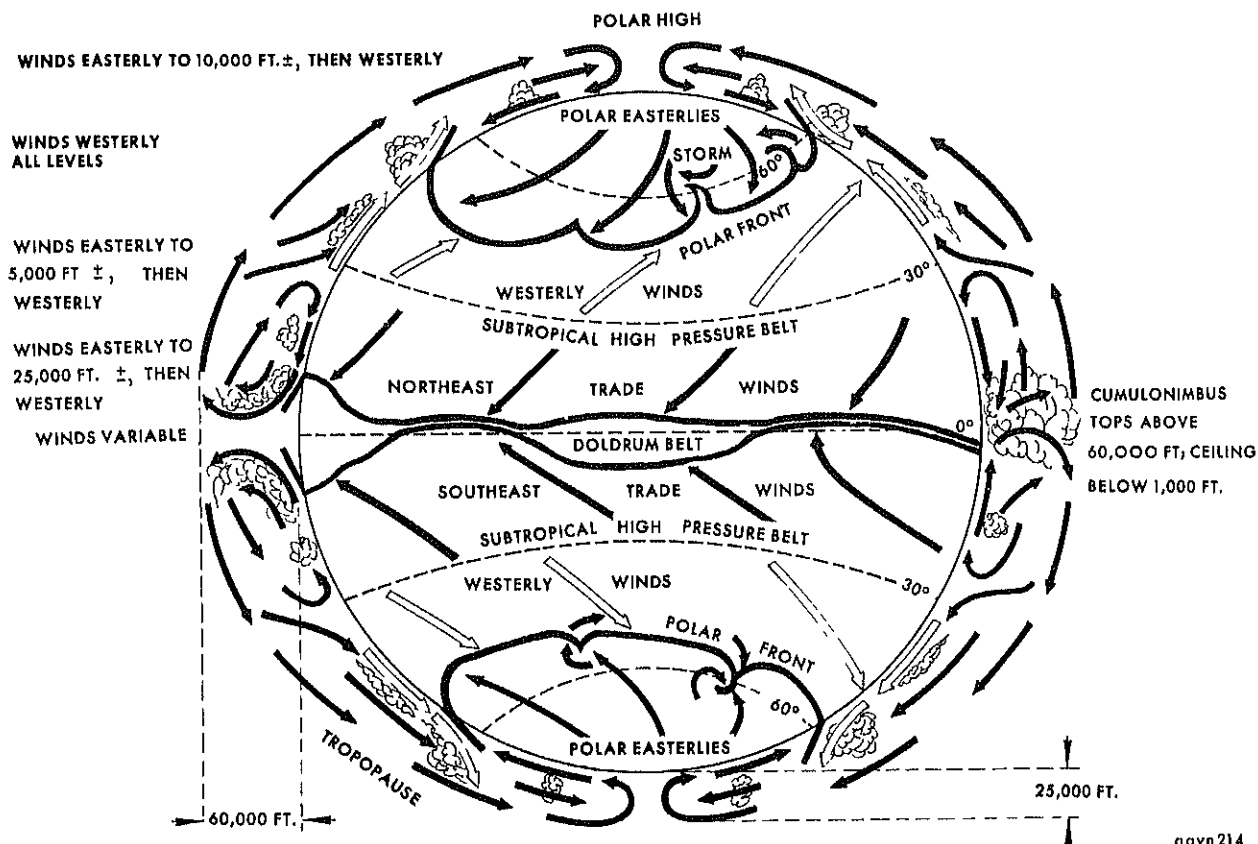 POLAR HIGH
WINDS EASTERLY TO 10,000 FT.±, THEN WESTERLY
POLAR EASTERLIES
WINDS WESTERLY
ALL LEVELS
STORM
60°
POLAR FRONT
WINDS EASTERLY TO
5,000 FT ±, THEN
WESTERLY
30°
WESTERLY WINDS
SUBTROPICAL HIGH PRESSURE BELT
WINDS EASTERLY TO
25,000 FT. ±, THEN
WESTERLY
NORTHEAST TRADE WINDS
CUMULONIMBUS
TOPS ABOVE
60,000 FT; CEILING
BELOW 1,000 FT.
WINDS VARIABLE
0°
DOLDRUM BELT
SOUTHEAST TRADE WINDS
SUBTROPICAL HIGH PRESSURE BELT
WESTERLY WINDS
30°
POLAR FRONT
60°
POLAR EASTERLIES
TROPOPAUSE
25,000 FT.
60,000 FT.
aavn214